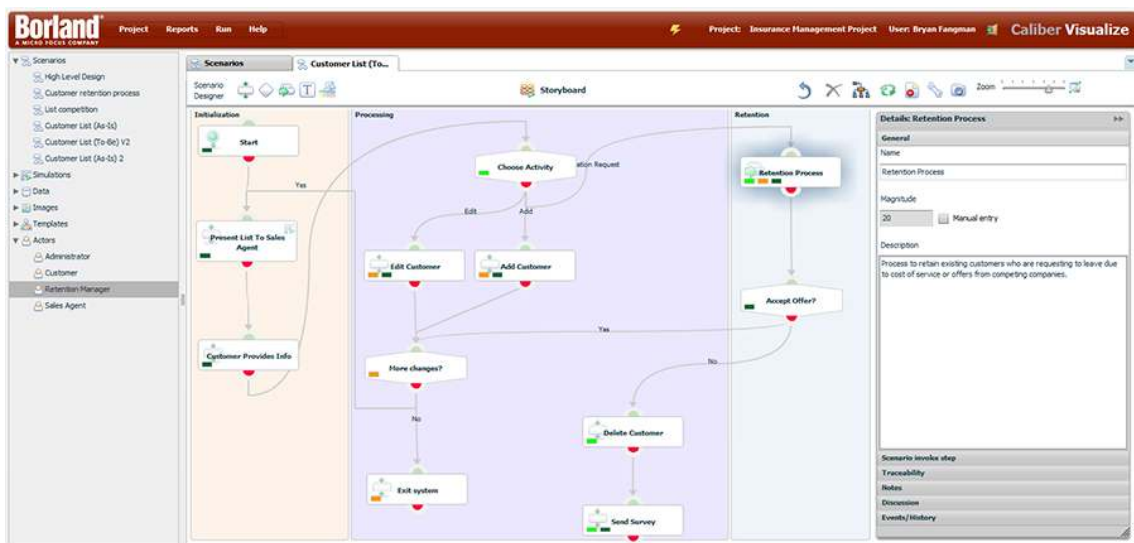 Borland
A MICRO FOCUS COMPANY
Project Reports Run Help
Project: Insurance Management Project User: Bryan Fangman
Caliber Visualize
Scenarios
High Level Design
Customer retention process
List competition
Customer List (As-Is)
Customer List (To-Be) V2
Customer List (As-Is) 2
Simulations
Data
Images
Templates
Actors
Administrator
Customer
Retention Manager
Sales Agent
Scenarios
Customer List (To...
Scenario
Designer
T
Storyboard
Zoom
Initialization
Start
Yes
Present List To Sales
Agent
Customer Provides Info
Processing
Choose Activity
ation Request
Edit
Add
Edit Customer
Add Customer
Yes
More changes?
No
No
Delete Customer
Exit system
Send Survey
Retention
Retention Process
Accept Offer?
Details: Retention Process
General
Name
Retention Process
Magnitude
20
Manual entry
Description
Process to retain existing customers who are requesting to leave due
to cost of service or offers from competing companies.
Scenario invoke step
Traceability
Notes
Discussion
Events/History